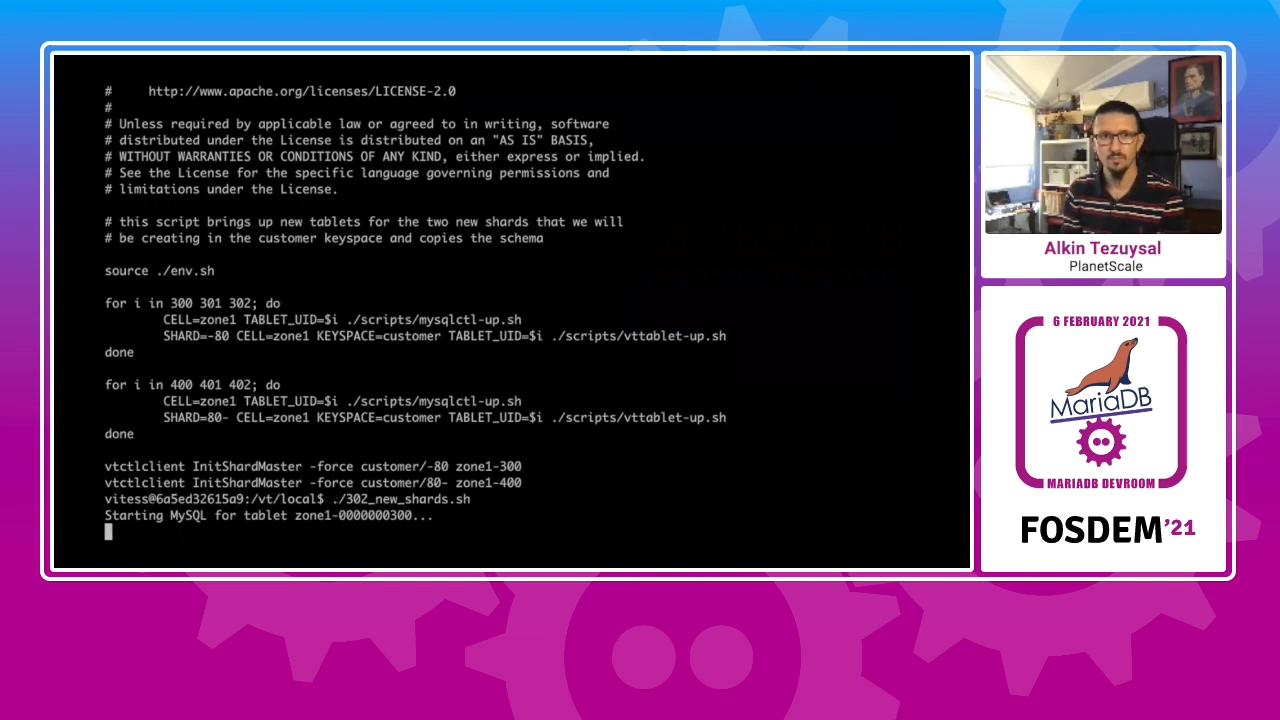 #     http://www.apache.org/licenses/LICENSE-2.0
#
# Unless required by applicable law or agreed to in writing, software
# distributed under the License is distributed on an "AS IS" BASIS,
# WITHOUT WARRANTIES OR CONDITIONS OF ANY KIND, either express or implied.
# See the License for the specific language governing permissions and
# limitations under the License.
# this script brings up new tablets for the two new shards that we will
# be creating in the customer keyspace and copies the schema
source ./env.sh
for i in 300 301 302; do
        CELL=zone1 TABLET_UID=$i ./scripts/mysqlctl-up.sh
        SHARD=-80 CELL=zone1 KEYSPACE=customer TABLET_UID=$i ./scripts/vttablet-up.sh
done
for i in 400 401 402; do
        CELL=zone1 TABLET_UID=$i ./scripts/mysqlctl-up.sh
        SHARD=80- CELL=zone1 KEYSPACE=customer TABLET_UID=$i ./scripts/vttablet-up.sh
done
vtctlclient InitShardMaster -force customer/-80 zone1-300
vtctlclient InitShardMaster -force customer/80- zone1-400
vitess@6a5ed32615a9:/vt/local$ ./302_new_shards.sh
Starting MySQL for tablet zone1-0000000300...
Alkin Tezuysal
PlanetScale
6 FEBRUARY 2021
MariaDB
MARIADB DEVROOM
FOSDEM'21